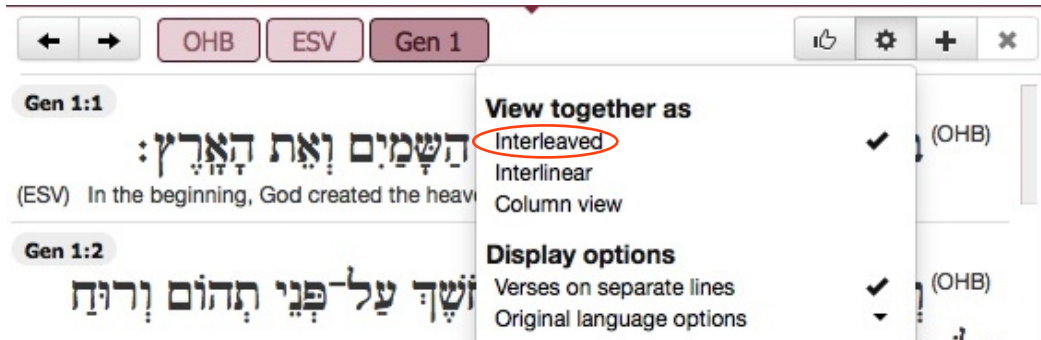 OHB ESV Gen 1
Gen 1:1
(OHB)
הַשָּׁמַיִם וְאֵת הָאָרֶץ׃
(ESV) In the beginning, God created the
Gen 1:2
(OHB)
עַל־פְּנֵי תְהוֹם וְרוּחַ
View together as
Interleaved
Interlinear
Column view
Display options
Verses on separate lines
Original language options